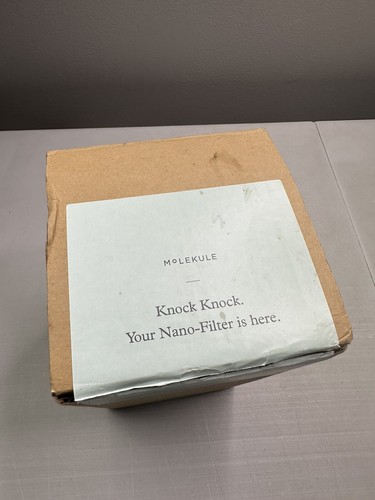 MOLEKULE
Knock Knock.
Your Nano-Filter is here.